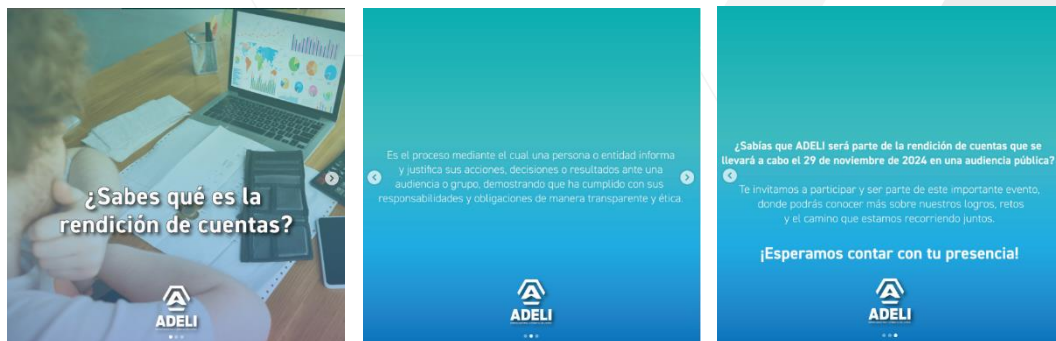 ¿Sabes qué es la
rendición de cuentas?
ADELI
Es el proceso mediante el cual una persona o entidad informa
y justifica sus acciones, decisiones o resultados ante una
audiencia o grupo, demostrando que ha cumplido con sus
responsabilidades y obligaciones de manera transparente y ética.
ADELI
¿Sabías que ADELI será parte de la rendición de cuentas que se
llevará a cabo el 29 de noviembre de 2024 en una audiencia pública?
Te invitamos a participar y ser parte de este importante evento,
donde podrás conocer más sobre nuestros logros, retos
y el camino que estamos recorriendo juntos.
¡Esperamos contar con tu presencia!
ADELI